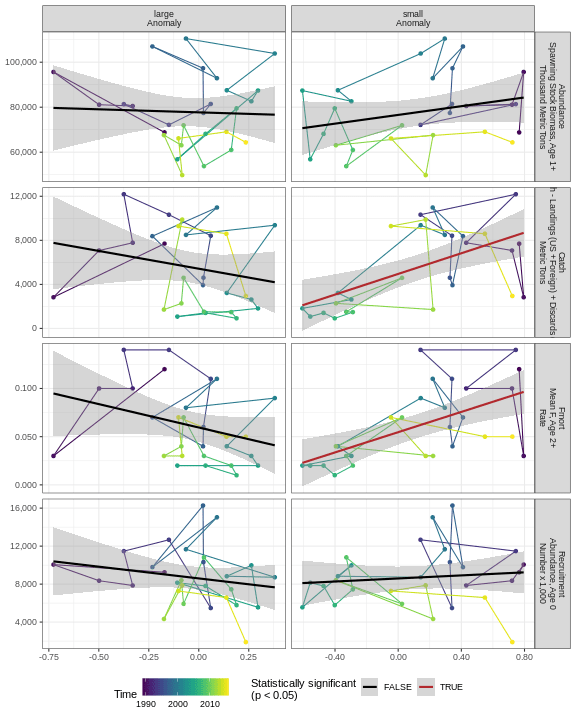 large
Anomaly
small
Anomaly
100,000
80,000
60,000
Abundance
Spawning Stock Biomass, Age 1+
Thousand Metric Tons
12,000
8,000
4,000
0
Catch
h - Landings (US +Foreign) + Discards
Metric Tons
0.100
0.050
0.000
Fmort
Mean F, Age 2+
Rate
16,000
12,000
8,000
4,000
Recruitment
Abundance, Age 0
Number x 1,000
-0.75
-0.50
-0.25
0.00
0.25
-0.40
0.00
0.40
0.80
Time
1990
2000
2010
Statistically significant
(p < 0.05)
FALSE
TRUE